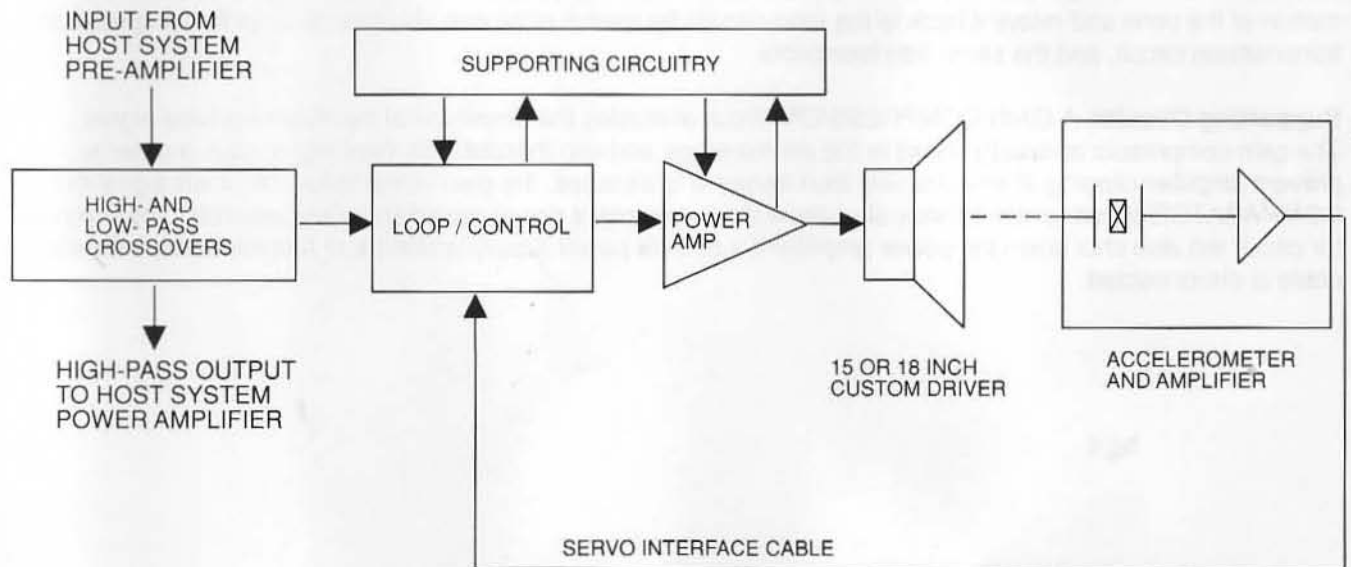 INPUT FROM
HOST SYSTEM
PRE-AMPLIFIER
SUPPORTING CIRCUITRY
HIGH- AND
LOW- PASS
CROSSOVERS
LOOP / CONTROL
POWER
AMP
HIGH-PASS OUTPUT
TO HOST SYSTEM
POWER AMPLIFIER
15 OR 18 INCH
CUSTOM DRIVER
ACCELEROMETER
AND AMPLIFIER
SERVO INTERFACE CABLE